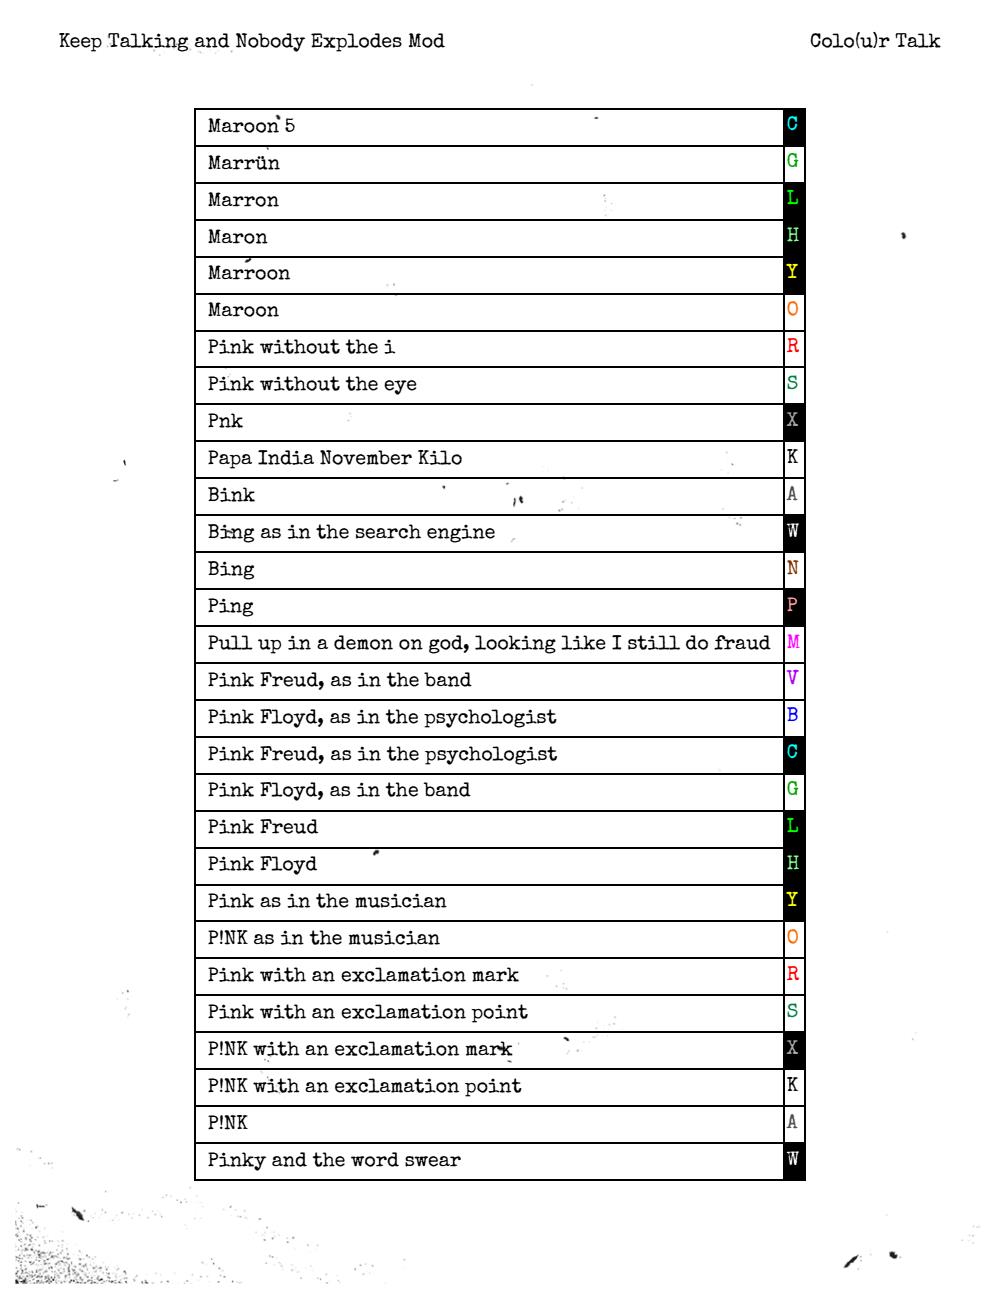 Keep Talking and Nobody Explodes Mod Colo(u)r Talk
Maroon 5 C
Marrün G
Marron L
Maron H
Marroon Y
Maroon O
Pink without the i R
Pink without the eye S
Pnk X
Papa India November Kilo K
Bink A
Bing as in the search engine W
Bing N
Ping P
Pull up in a demon on god, looking like I still do fraud M
Pink Freud, as in the band V
Pink Floyd, as in the psychologist B
Pink Freud, as in the psychologist C
Pink Floyd, as in the band G
Pink Freud L
Pink Floyd H
Pink as in the musician Y
P!NK as in the musician O
Pink with an exclamation mark R
Pink with an exclamation point S
P!NK with an exclamation mark X
P!NK with an exclamation point K
P!NK A
Pinky and the word swear W